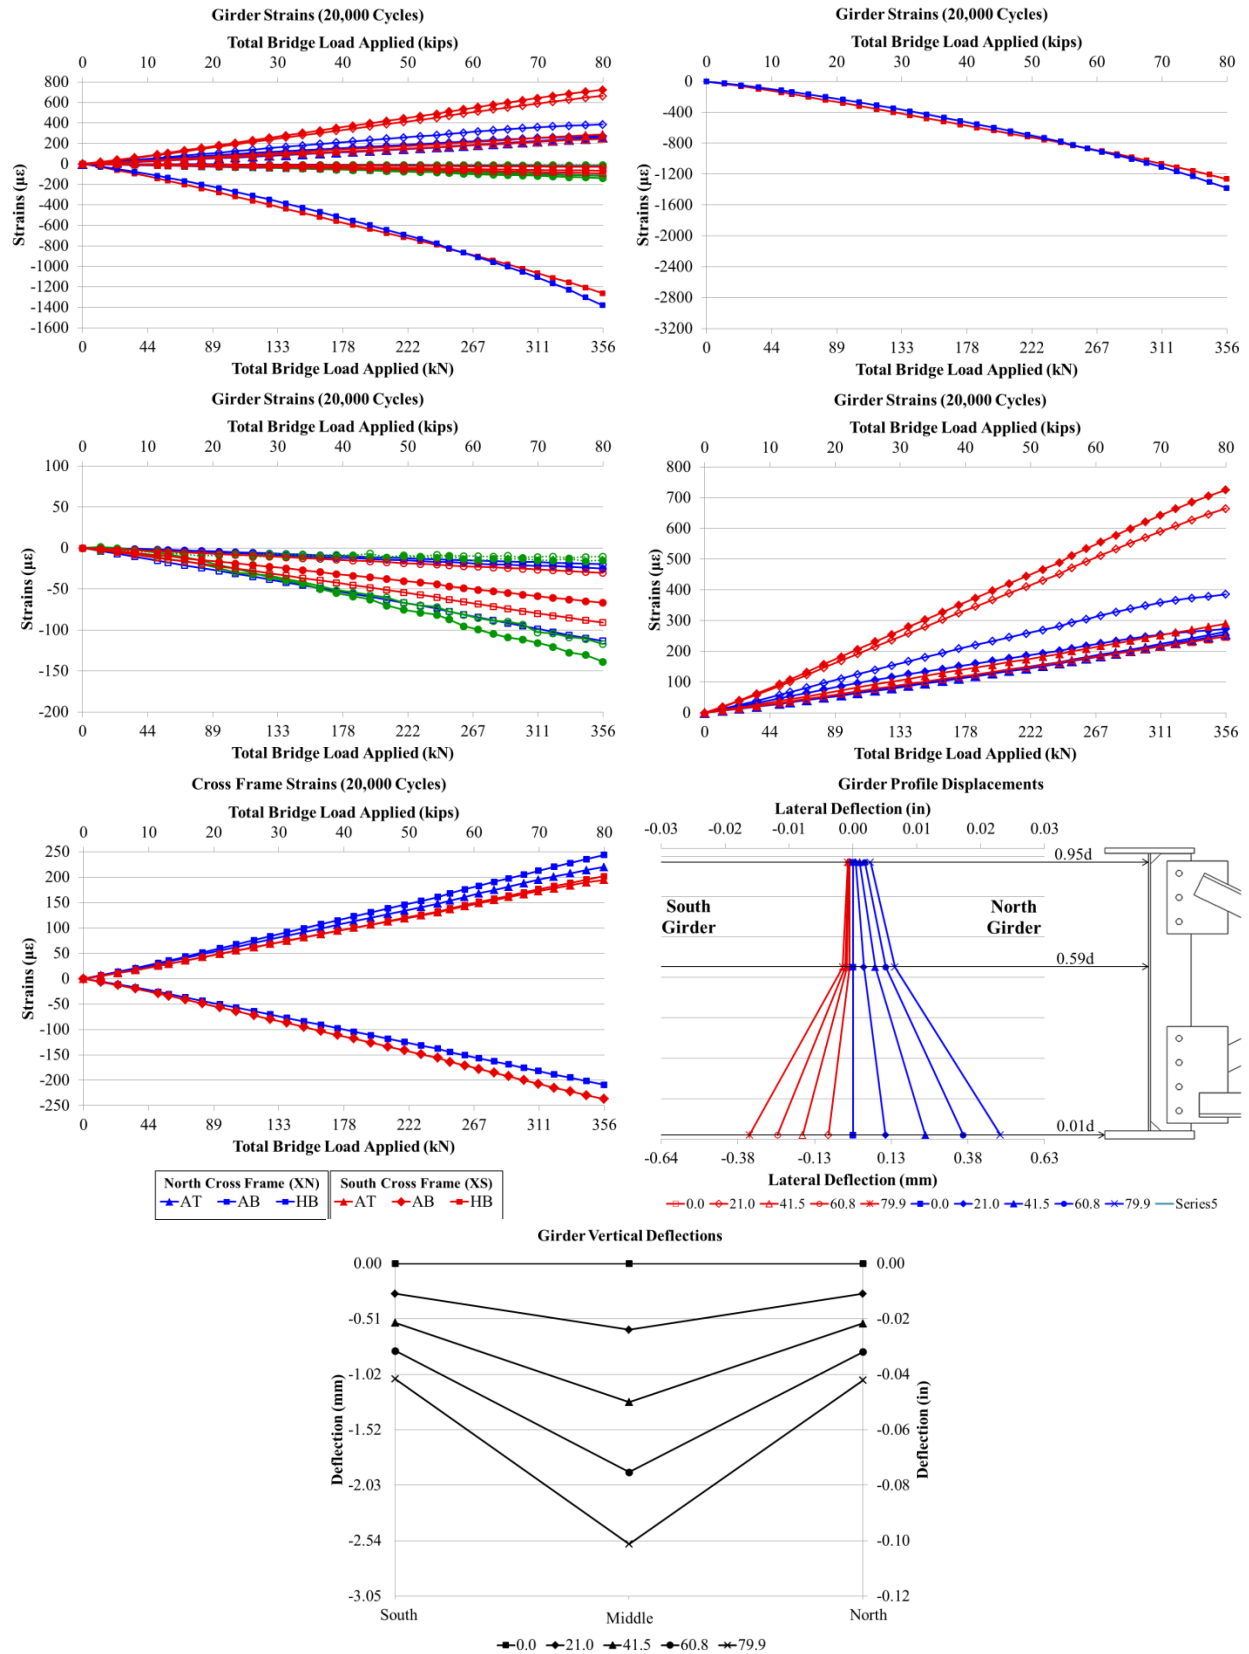 Girder Strains (20,000 Cycles)
Total Bridge Load Applied (kips)
0 10 20 30 40 50 60 70 80
800
600
400
200
0
-200
-400
-600
-800
-1000
-1200
-1400
-1600
Strains (με)
0 44 89 133 178 222 267 311 356
Total Bridge Load Applied (kN)
Girder Strains (20,000 Cycles)
Total Bridge Load Applied (kips)
0 10 20 30 40 50 60 70 80
0
-400
-800
-1200
-1600
-2000
-2400
-2800
-3200
Strains (με)
0 44 89 133 178 222 267 311 356
Total Bridge Load Applied (kN)
Girder Strains (20,000 Cycles)
Total Bridge Load Applied (kips)
0 10 20 30 40 50 60 70 80
100
50
0
-50
-100
-150
-200
Strains (με)
0 44 89 133 178 222 267 311 356
Total Bridge Load Applied (kN)
Girder Strains (20,000 Cycles)
Total Bridge Load Applied (kips)
0 10 20 30 40 50 60 70 80
800
700
600
500
400
300
200
100
0
Strains (με)
0 44 89 133 178 222 267 311 356
Total Bridge Load Applied (kN)
Cross Frame Strains (20,000 Cycles)
Total Bridge Load Applied (kips)
0 10 20 30 40 50 60 70 80
250
200
150
100
50
0
-50
-100
-150
-200
-250
Strains (με)
0 44 89 133 178 222 267 311 356
Total Bridge Load Applied (kN)
North Cross Frame (XN) South Cross Frame (XS)
AT AB HB AT AB HB
Girder Profile Displacements
Lateral Deflection (in)
-0.03 -0.02 -0.01 0.00 0.01 0.02 0.03
0.95d
South
Girder
North
Girder
0.59d
0.01d
-0.64 -0.38 -0.13 0.13 0.38 0.63
Lateral Deflection (mm)
0.0 21.0 41.5 60.8 79.9 0.0 21.0 41.5 60.8 79.9 Series5
Girder Vertical Deflections
0.00 0.00
-0.51 -0.02
-1.02 -0.04
-1.52 -0.06
-2.03 -0.08
-2.54 -0.10
-3.05 -0.12
Deflection (mm)
Deflection (in)
South Middle North
0.0 21.0 41.5 60.8 79.9